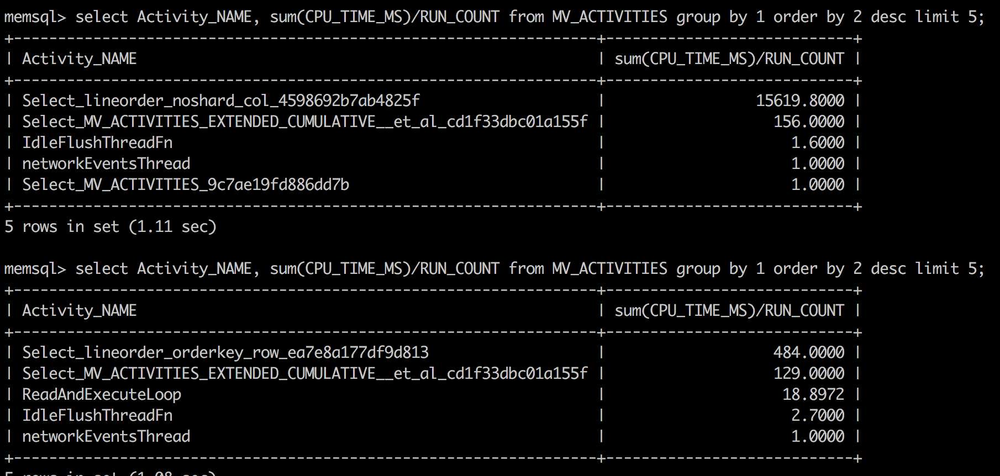 memsql> select Activity_NAME, sum(CPU_TIME_MS)/RUN_COUNT from MV_ACTIVITIES group by 1 order by 2 desc limit 5;
+------------------------------------------------------------------+----------------------------+
| Activity_NAME                                                    | sum(CPU_TIME_MS)/RUN_COUNT |
+------------------------------------------------------------------+----------------------------+
| Select_lineorder_noshard_col_4598692b7ab4825f                    |                 15619.8000 |
| Select_MV_ACTIVITIES_EXTENDED_CUMULATIVE__et_al_cd1f33dbc01a155f |                   156.0000 |
| IdleFlushThreadFn                                                |                     1.6000 |
| networkEventsThread                                              |                     1.0000 |
| Select_MV_ACTIVITIES_9c7ae19fd886dd7b                            |                     1.0000 |
+------------------------------------------------------------------+----------------------------+
5 rows in set (1.11 sec)
memsql> select Activity_NAME, sum(CPU_TIME_MS)/RUN_COUNT from MV_ACTIVITIES group by 1 order by 2 desc limit 5;
+------------------------------------------------------------------+----------------------------+
| Activity_NAME                                                    | sum(CPU_TIME_MS)/RUN_COUNT |
+------------------------------------------------------------------+----------------------------+
| Select_lineorder_orderkey_row_ea7e8a177df9d813                   |                   484.0000 |
| Select_MV_ACTIVITIES_EXTENDED_CUMULATIVE__et_al_cd1f33dbc01a155f |                   129.0000 |
| ReadAndExecuteLoop                                               |                    18.8972 |
| IdleFlushThreadFn                                                |                     2.7000 |
| networkEventsThread                                              |                     1.0000 |
+------------------------------------------------------------------+----------------------------+
5 rows in set (1.08 sec)